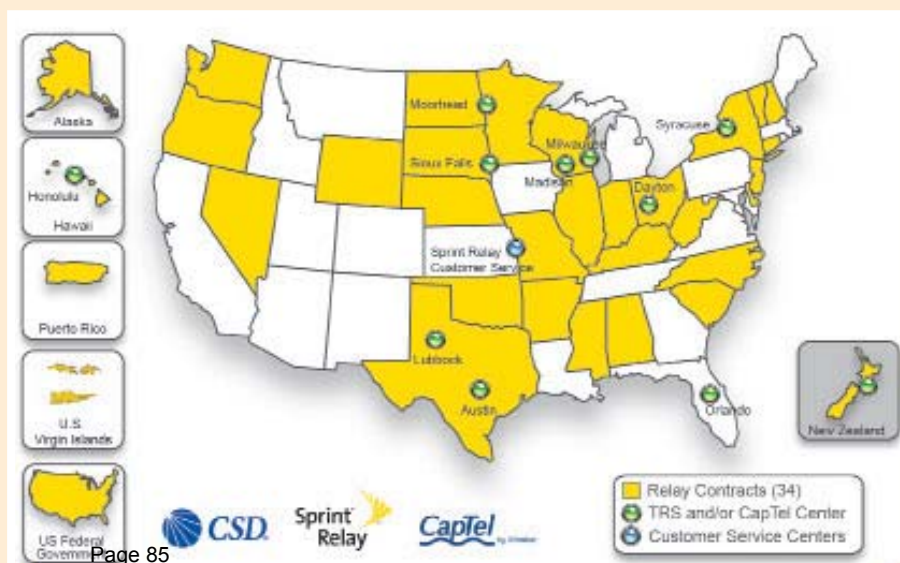 Alaska
Honolulu
Hawaii
Puerto Rico
U.S.
Virgin Islands
US Federal
Government
Page 85
Moorhead
Sioux Falls
Milwaukee
Madison
Dayton
Syracuse
Sprint Relay
Customer Service
Lubbock
Austin
Orlando
New Zealand
CSD
Sprint
Relay
CapTel
Relay Contracts (34)
TRS and/or CapTel Center
Customer Service Centers